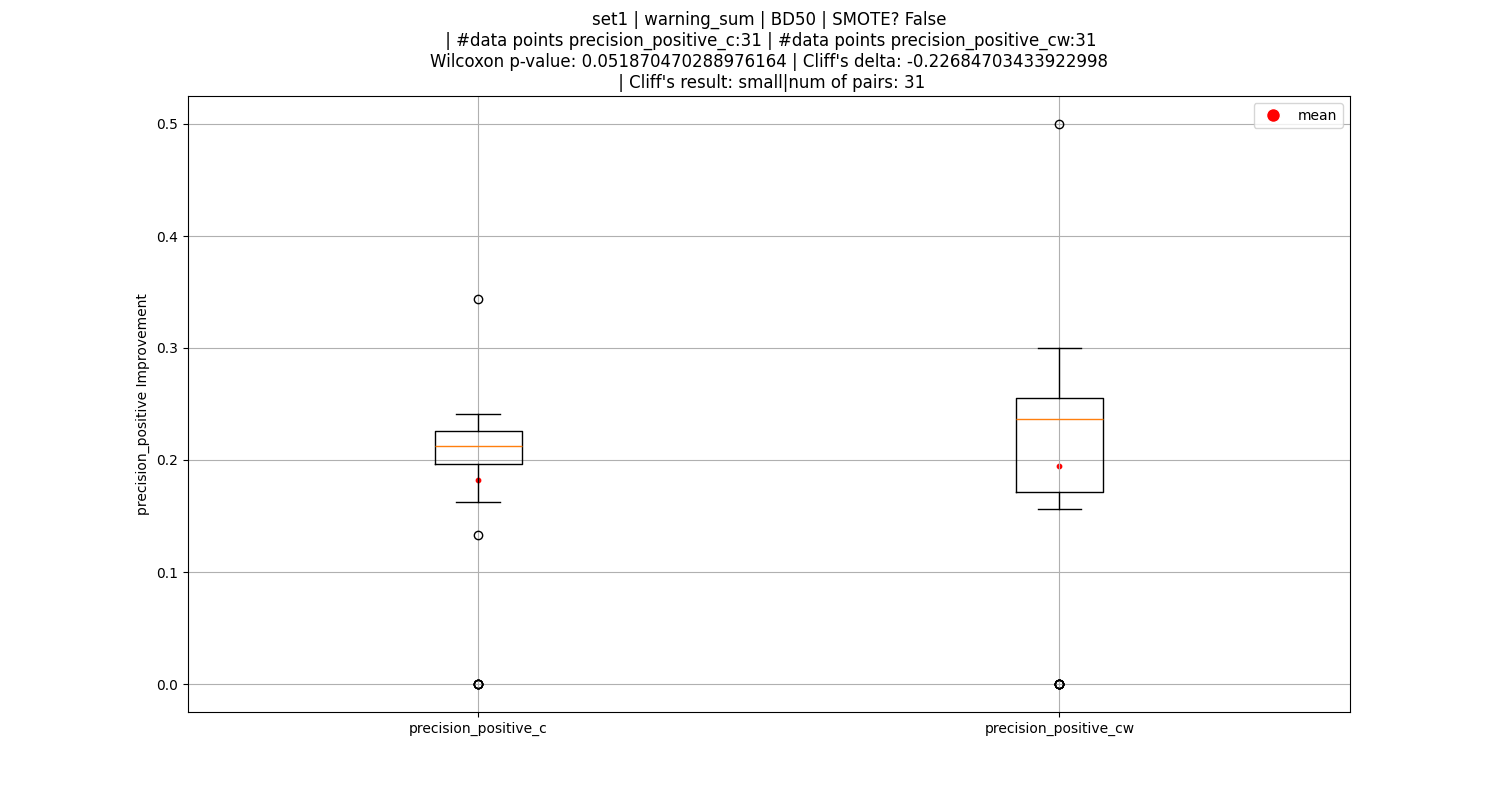 set1 | warning_sum | BD50 | SMOTE? False
| #data points precision_positive_c:31 | #data points precision_positive_cw:31
Wilcoxon p-value: 0.051870470288976164 | Cliff's delta: -0.22684703433922998
| Cliff's result: small|num of pairs: 31
mean
0.5
0.4
0.3
0.2
0.1
0.0
precision_positive Improvement
precision_positive_c
precision_positive_cw